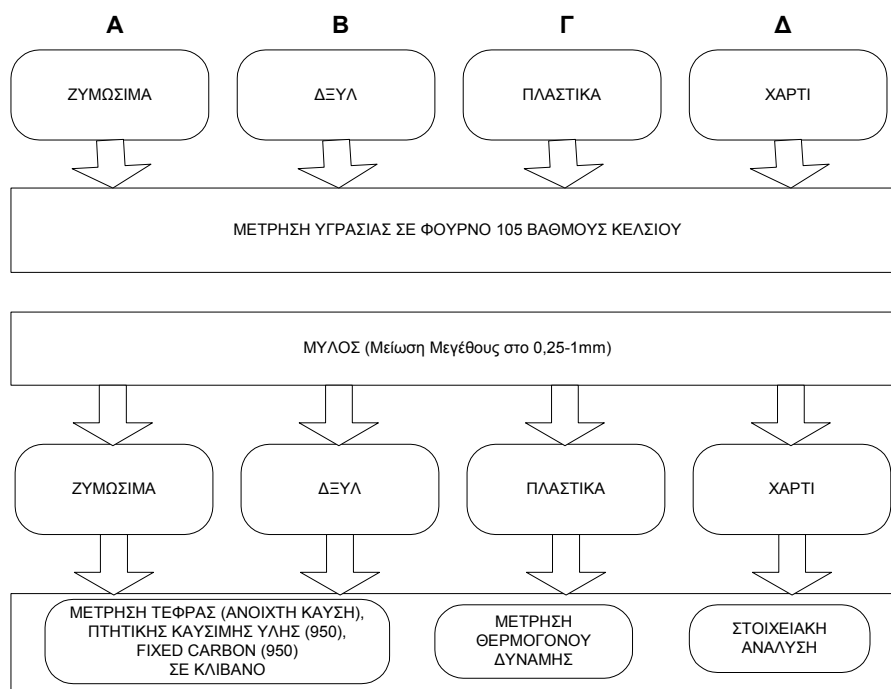 Α Β Γ Δ
ΖΥΜΩΣΙΜΑ ΔΞΥΛ ΠΛΑΣΤΙΚΑ ΧΑΡΤΙ
ΜΕΤΡΗΣΗ ΥΓΡΑΣΙΑΣ ΣΕ ΦΟΥΡΝΟ 105 ΒΑΘΜΟΥΣ ΚΕΛΣΙΟΥ
ΜΥΛΟΣ (Μείωση Μεγέθους στο 0,25-1mm)
ΖΥΜΩΣΙΜΑ ΔΞΥΛ ΠΛΑΣΤΙΚΑ ΧΑΡΤΙ
ΜΕΤΡΗΣΗ ΤΕΦΡΑΣ (ΑΝΟΙΧΤΗ ΚΑΥΣΗ),
ΠΤΗΤΙΚΗΣ ΚΑΥΣΙΜΗΣ ΥΛΗΣ (950),
FIXED CARBON (950)
ΣΕ ΚΛΙΒΑΝΟ
ΜΕΤΡΗΣΗ
ΘΕΡΜΟΓΟΝΟΥ
ΔΥΝΑΜΗΣ
ΣΤΟΙΧΕΙΑΚΗ
ΑΝΑΛΥΣΗ